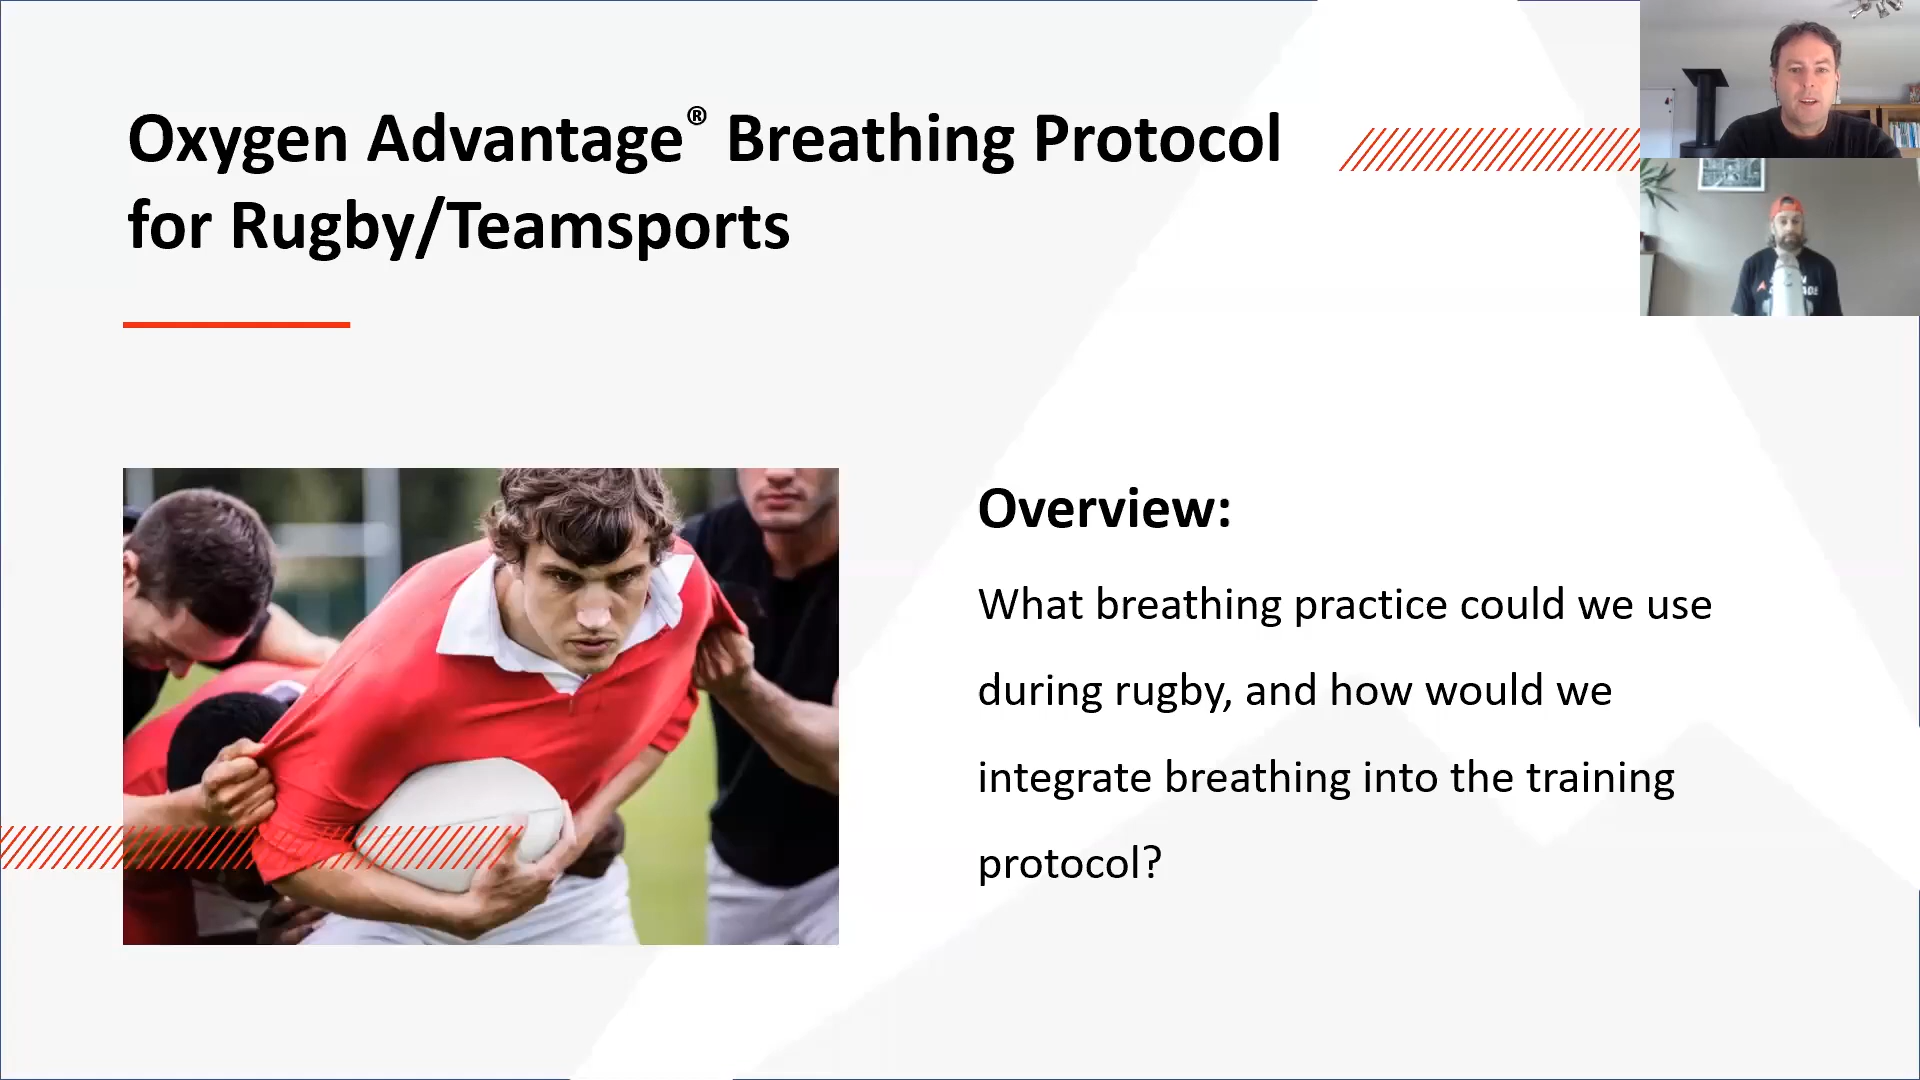 Oxygen Advantage® Breathing Protocol
for Rugby/Teamsports
Overview:
What breathing practice could we use
during rugby, and how would we
integrate breathing into the training
protocol?